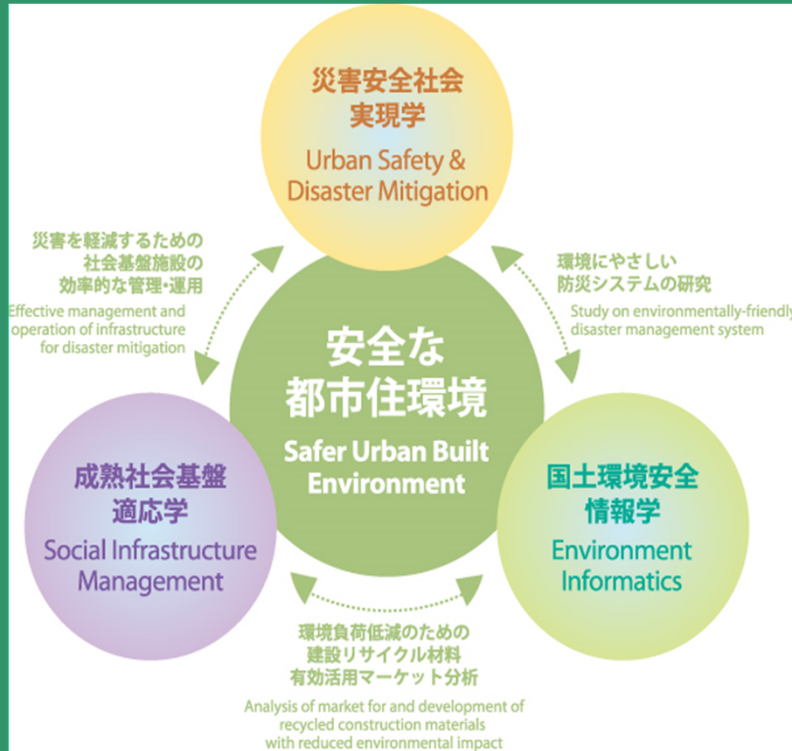 災害安全社会
実現学
Urban Safety &
Disaster Mitigation
災害を軽減するための
社会基盤施設の
効率的な管理・運用
Effective management and
operation of infrastructure
for disaster mitigation
環境にやさしい
防災システムの研究
Study on environmentally-friendly
disaster management system
安全な
都市住環境
Safer Urban Built
Environment
成熟社会基盤
適応学
Social Infrastructure
Management
国土環境安全
情報学
Environment
Informatics
環境負荷低減のための
建設リサイクル材料
有効活用マーケット分析
Analysis of market for and development of
recycled construction materials
with reduced environmental impact